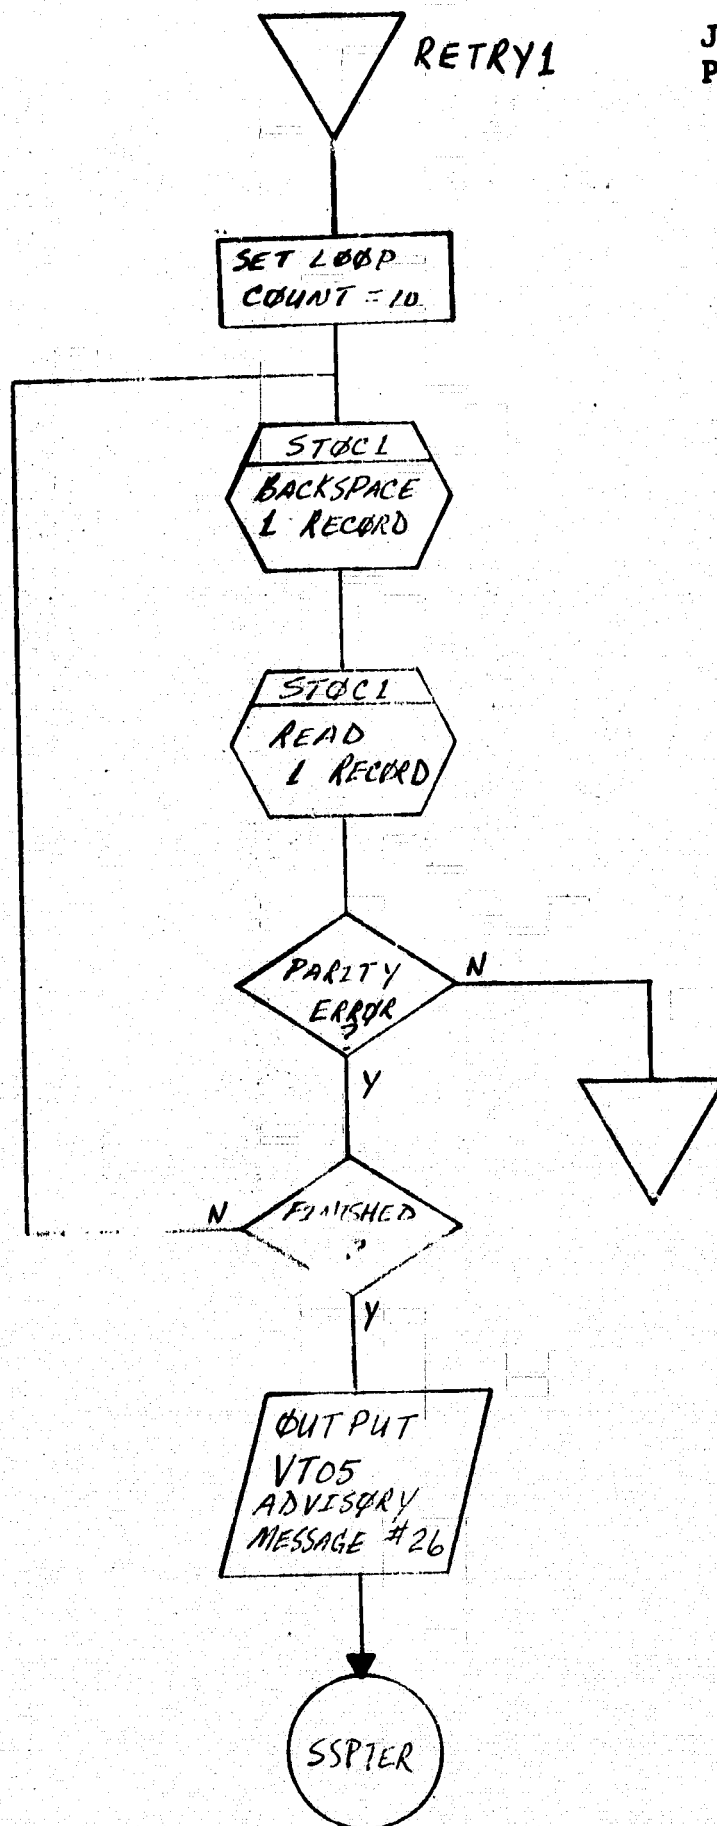 RETRY1
J
P
SET LØØP
CØUNT = 10
STØC1
BACKSPACE
1 RECØRD
STØC1
READ
1 RECØRD
PARITY
ERRØR
?
N
Y
FINISHED
?
N
Y
ØUTPUT
VT05
ADVISØRY
MESSAGE #26
SSPTER